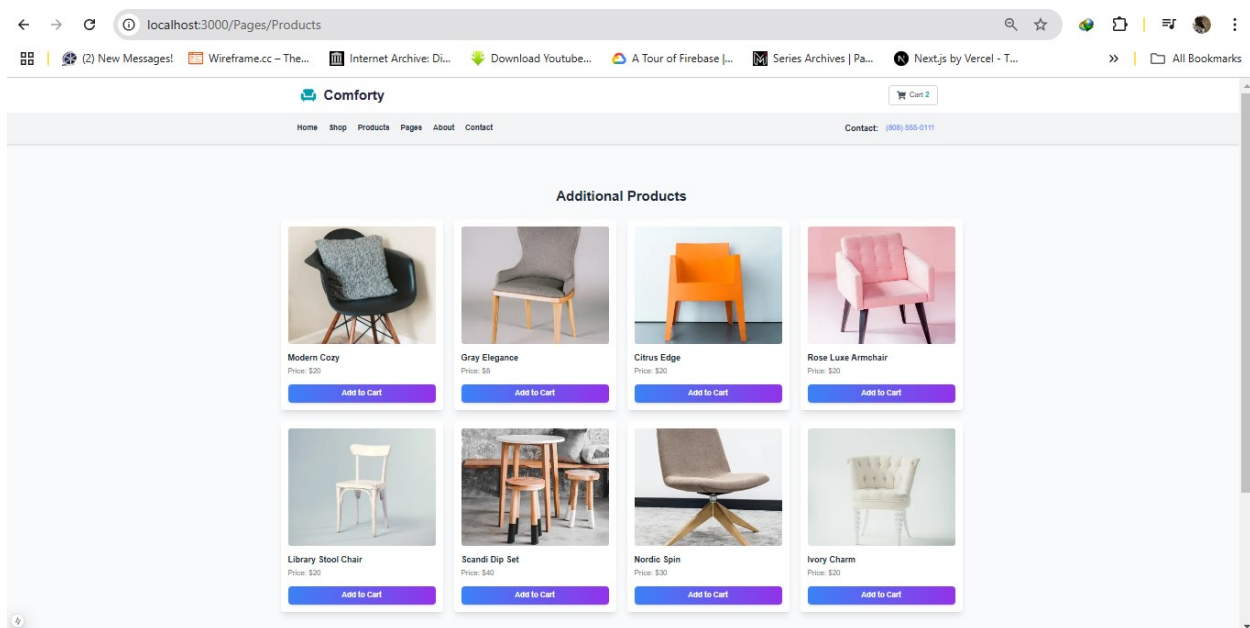 localhost:3000/Pages/Products
(2) New Messages!
Wireframe.cc – The...
Internet Archive: Di...
Download Youtube...
A Tour of Firebase |...
Series Archives | Pa...
Next.js by Vercel - T...
»
All Bookmarks
Comforty
Cart 2
Home Shop Products Pages About Contact
Contact: (808) 555-0111
Additional Products
Modern Cozy
Price: $20
Add to Cart
Gray Elegance
Price: $8
Add to Cart
Citrus Edge
Price: $20
Add to Cart
Rose Luxe Armchair
Price: $20
Add to Cart
Library Stool Chair
Price: $20
Add to Cart
Scandi Dip Set
Price: $40
Add to Cart
Nordic Spin
Price: $30
Add to Cart
Ivory Charm
Price: $20
Add to Cart